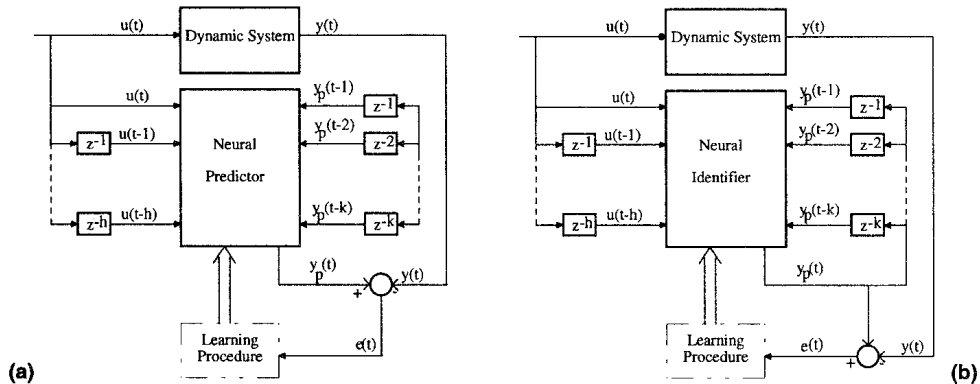 u(t)
Dynamic System
y(t)
u(t)
y_p(t-1)
z^-1
z^-1
u(t-1)
Neural
Predictor
y_p(t-2)
z^-2
z^-h
u(t-h)
y_p(t-k)
z^-k
y_p(t)
+
-
y(t)
Learning
Procedure
e(t)
(a)
u(t)
Dynamic System
y(t)
u(t)
y_p(t-1)
z^-1
z^-1
u(t-1)
Neural
Identifier
y_p(t-2)
z^-2
z^-h
u(t-h)
y_p(t-k)
z^-k
y_p(t)
Learning
Procedure
e(t)
+
-
y(t)
(b)